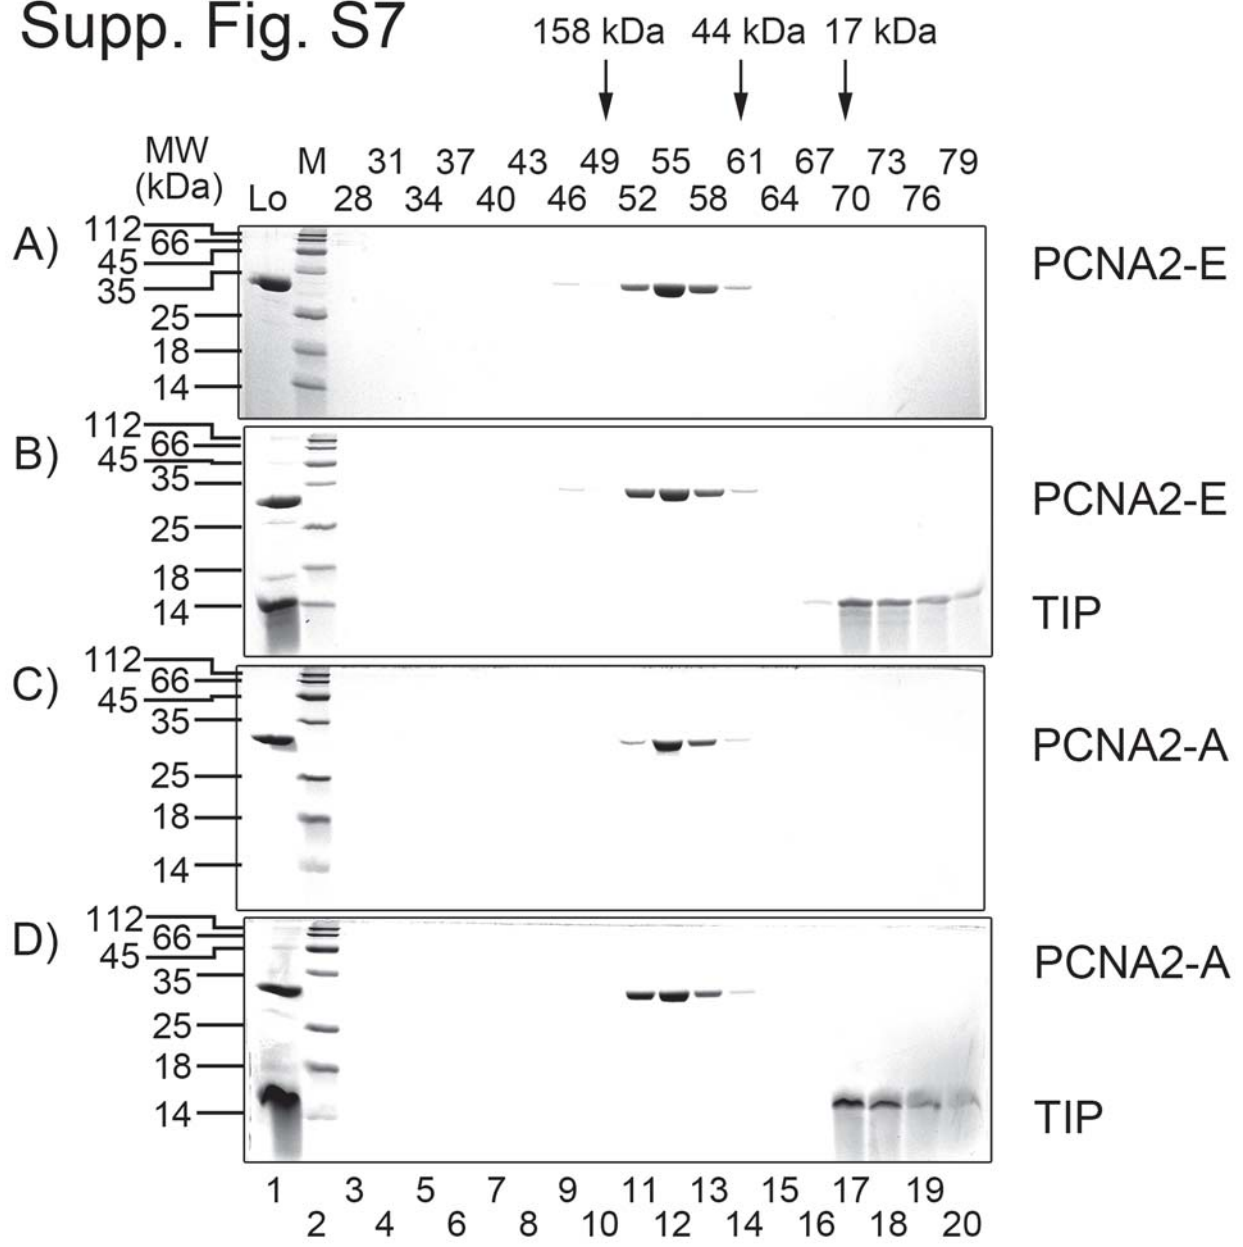 Supp. Fig. S7
158 kDa 44 kDa 17 kDa
MW
(kDa)
M 31 37 43 49 55 61 67 73 79
Lo 28 34 40 46 52 58 64 70 76
A)
112
66
45
35
25
18
14
PCNA2-E
B)
112
66
45
35
25
18
14
PCNA2-E
TIP
C)
112
66
45
35
25
18
14
PCNA2-A
D)
112
66
45
35
25
18
14
PCNA2-A
TIP
1 3 5 7 9 11 13 15 17 19
2 4 6 8 10 12 14 16 18 20